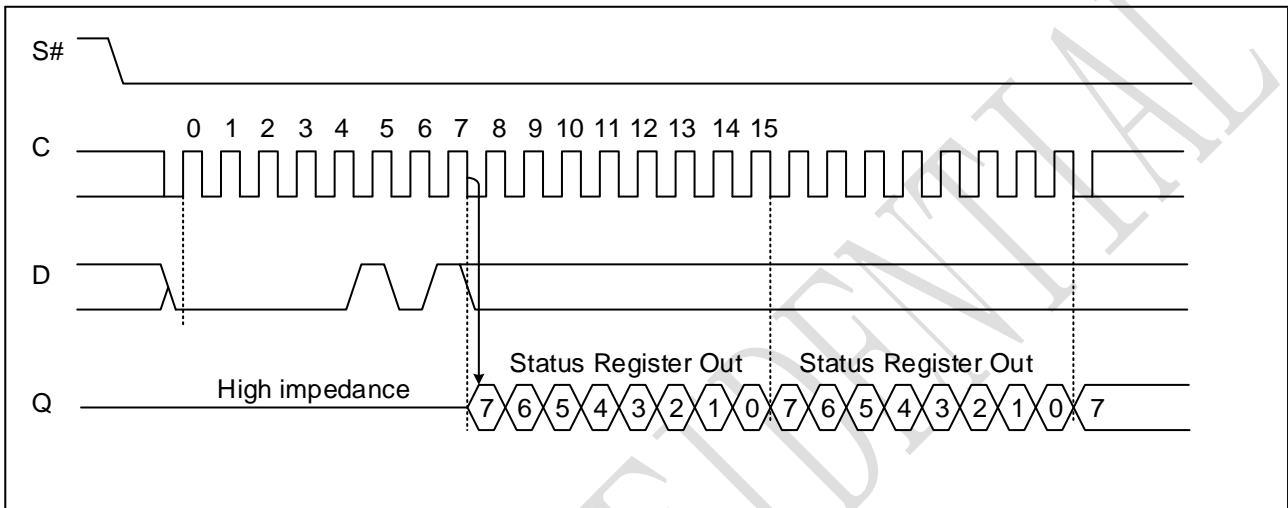 S#
0 1 2 3 4 5 6 7 8 9 10 11 12 13 14 15
C
D
Status Register Out Status Register Out
High impedance
Q
7 6 5 4 3 2 1 0 7 6 5 4 3 2 1 0 7